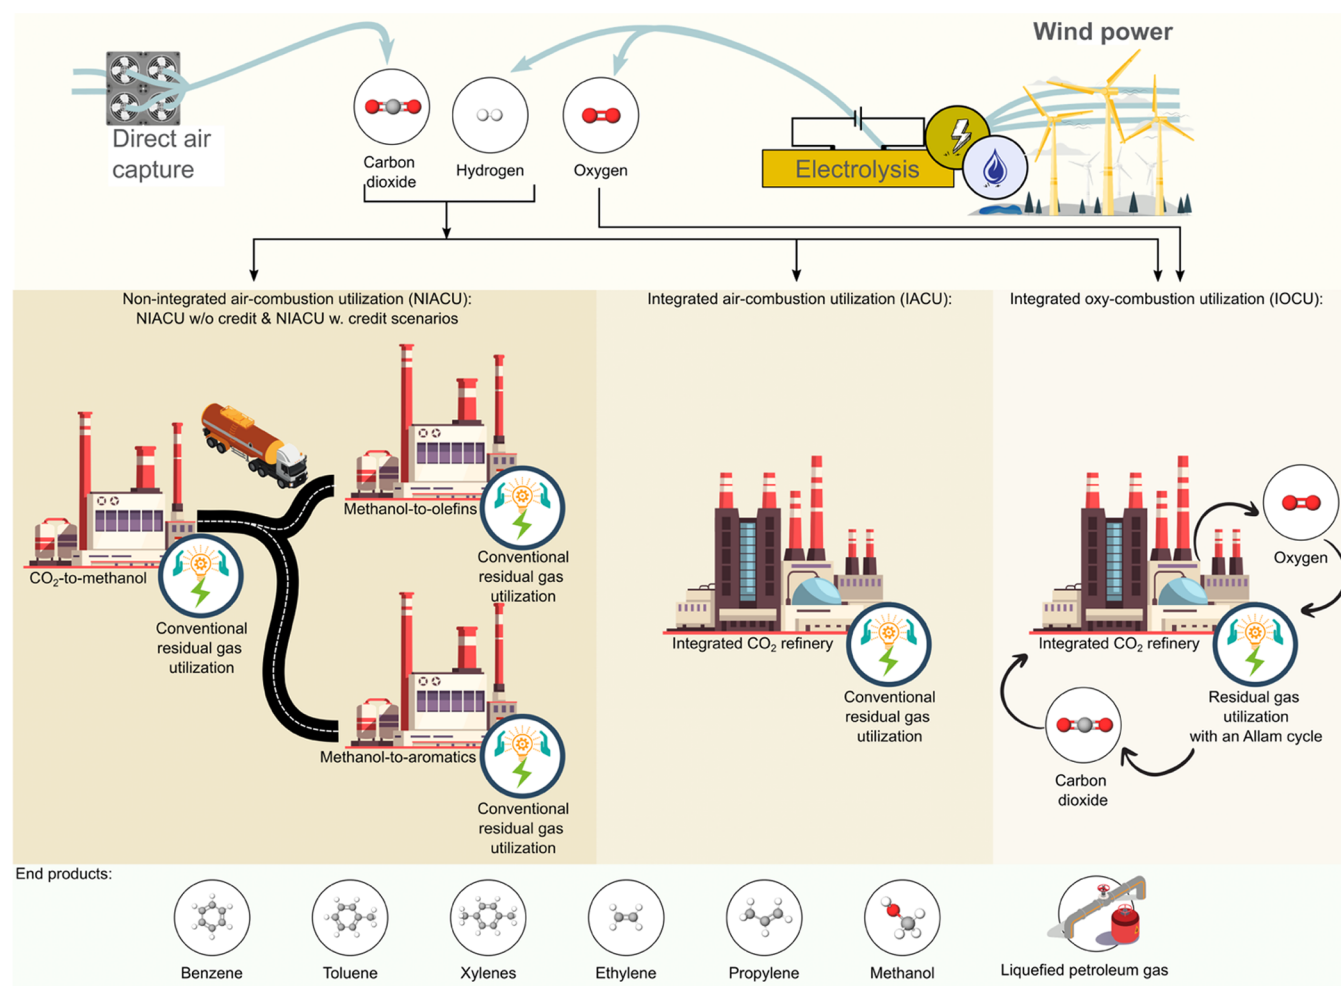 Wind power
Direct air
capture
Carbon
dioxide
Hydrogen
Oxygen
Electrolysis
Non-integrated air-combustion utilization (NIACU):
NIACU w/o credit & NIACU w. credit scenarios
Integrated air-combustion utilization (IACU):
Integrated oxy-combustion utilization (IOCU):
CO₂-to-methanol
Conventional
residual gas
utilization
Methanol-to-olefins
Conventional
residual gas
utilization
Methanol-to-aromatics
Conventional
residual gas
utilization
Integrated CO₂ refinery
Conventional
residual gas
utilization
Oxygen
Integrated CO₂ refinery
Residual gas
utilization
with an Allam cycle
Carbon
dioxide
End products:
Benzene
Toluene
Xylenes
Ethylene
Propylene
Methanol
Liquefied petroleum gas